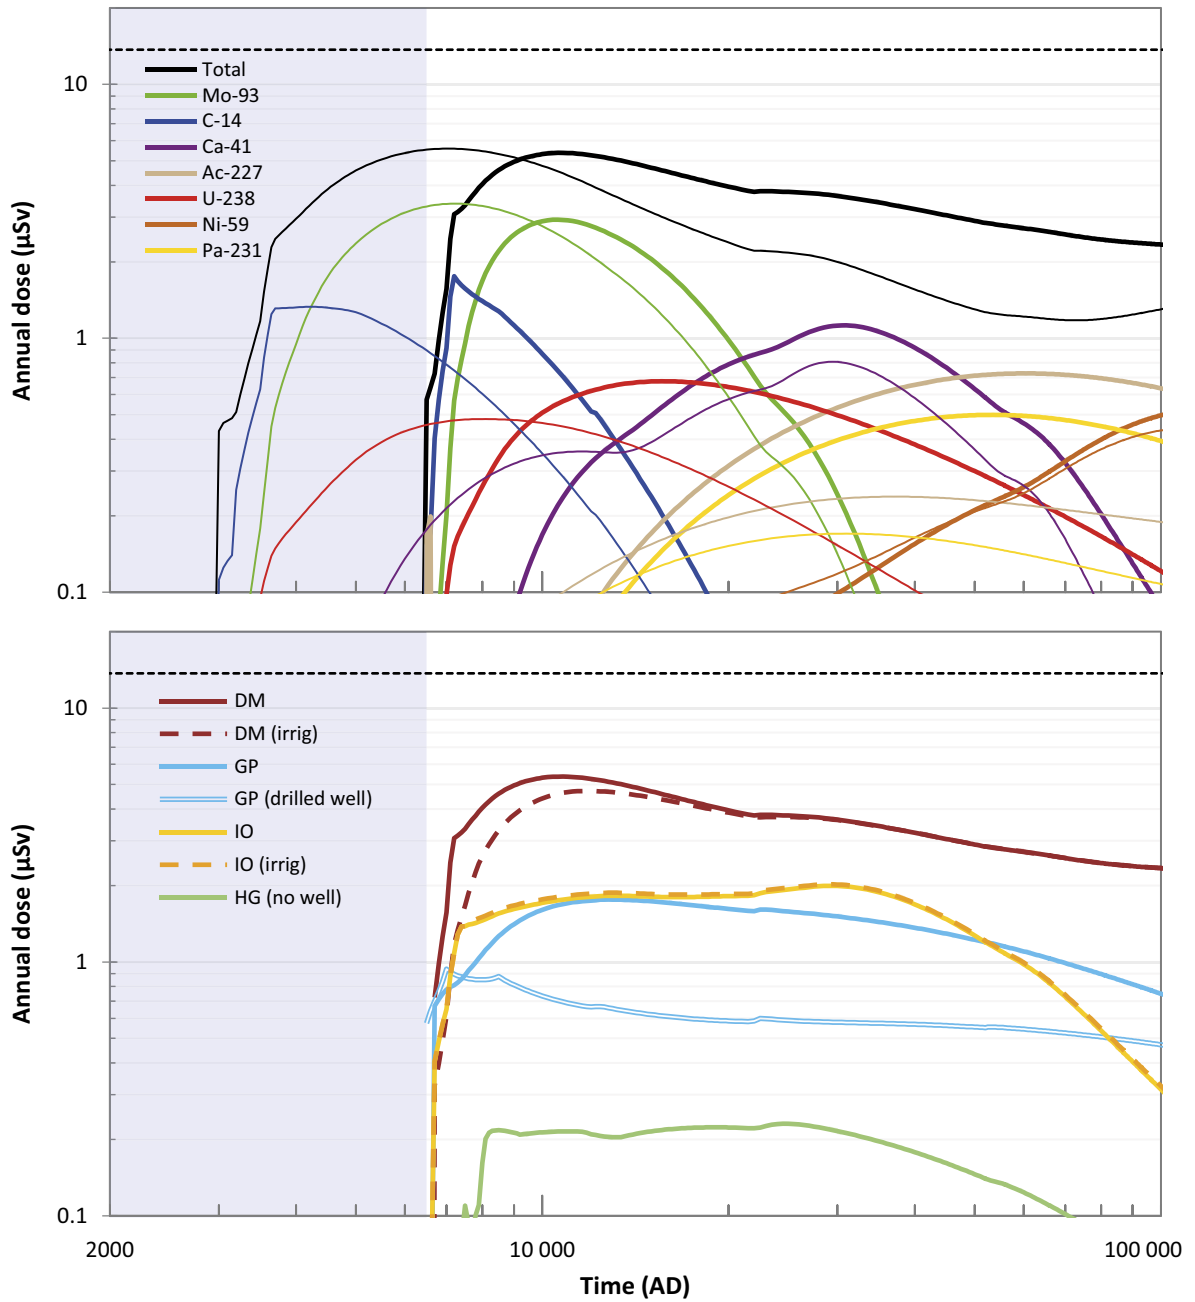 Annual dose (µSv)
10
1
0.1
Total
Mo-93
C-14
Ca-41
Ac-227
U-238
Ni-59
Pa-231
Annual dose (µSv)
10
1
0.1
DM
DM (irrig)
GP
GP (drilled well)
IO
IO (irrig)
HG (no well)
2000
10 000
100 000
Time (AD)